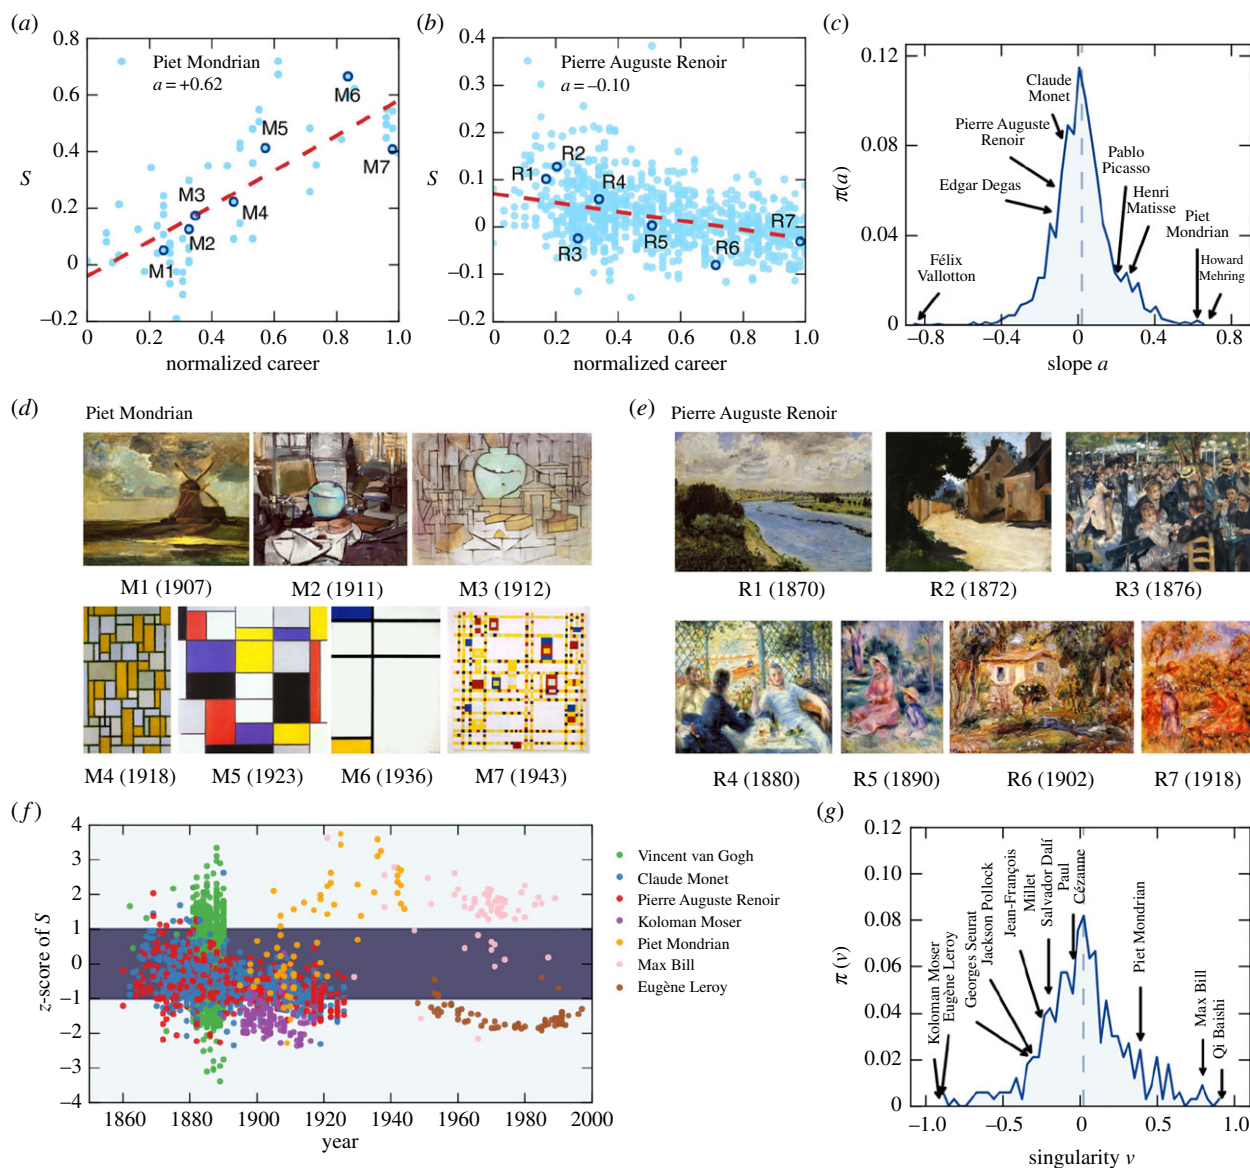 (a)
0.8
0.6
0.4
0.2
0
–0.2
S
Piet Mondrian
a = +0.62
M1
M2
M3
M4
M5
M6
M7
0
0.2
0.4
0.6
0.8
1.0
normalized career
(b)
0.4
0.3
0.2
0.1
0
–0.1
–0.2
S
Pierre Auguste Renoir
a = –0.10
R1
R2
R3
R4
R5
R6
R7
0
0.2
0.4
0.6
0.8
1.0
normalized career
(c)
0.12
0.08
0.04
0
π(a)
Claude
Monet
Pierre Auguste
Renoir
Edgar Degas
Félix
Vallotton
Pablo
Picasso
Henri
Matisse
Piet
Mondrian
Howard
Mehring
–0.8
–0.4
0
0.4
0.8
slope a
(d)
Piet Mondrian
M1 (1907)
M2 (1911)
M3 (1912)
M4 (1918)
M5 (1923)
M6 (1936)
M7 (1943)
(e)
Pierre Auguste Renoir
R1 (1870)
R2 (1872)
R3 (1876)
R4 (1880)
R5 (1890)
R6 (1902)
R7 (1918)
(f)
4
3
2
1
0
–1
–2
–3
–4
z-score of S
1860
1880
1900
1920
1940
1960
1980
2000
year
Vincent van Gogh
Claude Monet
Pierre Auguste Renoir
Koloman Moser
Piet Mondrian
Max Bill
Eugène Leroy
(g)
0.12
0.10
0.08
0.06
0.04
0.02
0
π (v)
Koloman Moser
Eugène Leroy
Georges Seurat
Jackson Pollock
Jean-François
Millet
Salvador Dalí
Paul
Cézanne
Piet Mondrian
Max Bill
Qi Baishi
–1.0
–0.5
0
0.5
1.0
singularity v